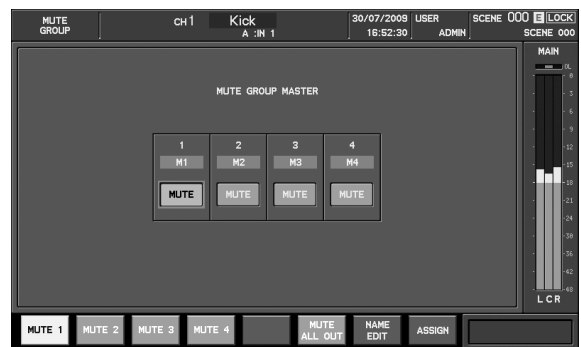 MUTE GROUP CH1 Kick A :IN 1 30/07/2009 16:52:30 USER ADMIN SCENE 000 E LOCK SCENE 000
MAIN
OL
0
3
6
9
12
15
18
21
24
30
36
42
48
L C R
MUTE GROUP MASTER
1 2 3 4
M1 M2 M3 M4
MUTE MUTE MUTE MUTE
MUTE 1 MUTE 2 MUTE 3 MUTE 4 MUTE ALL OUT NAME EDIT ASSIGN